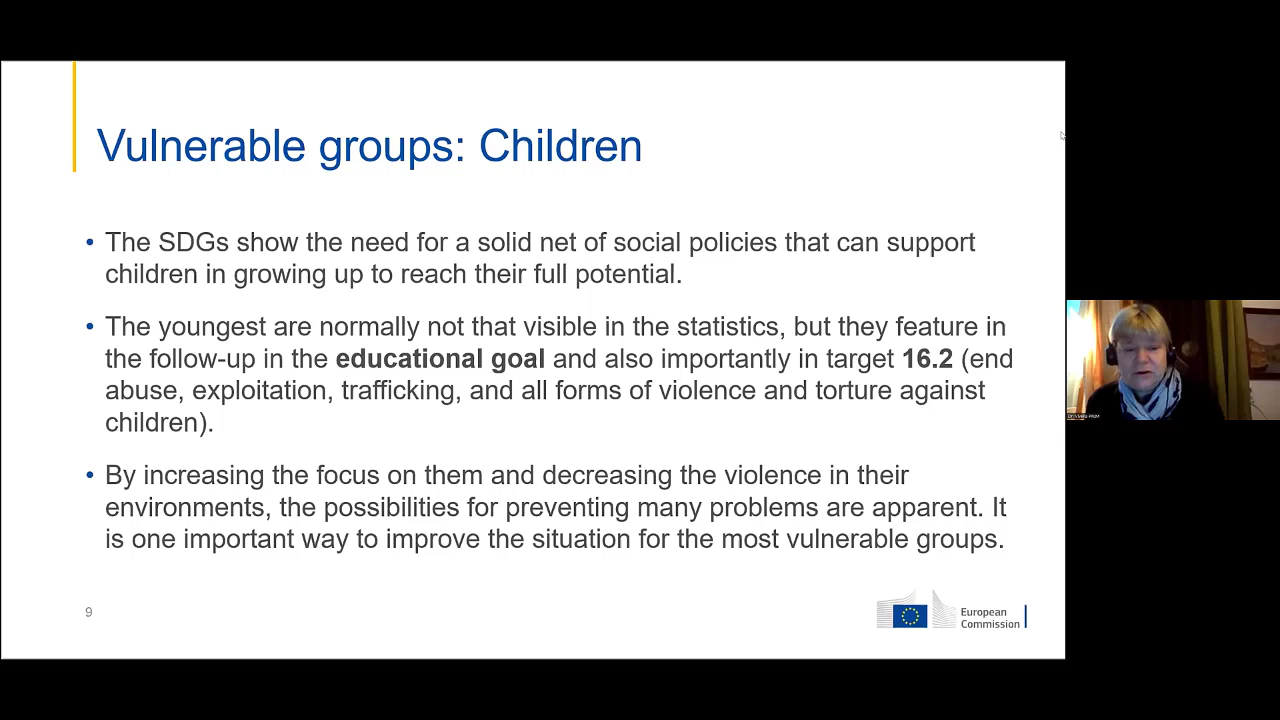 Vulnerable groups: Children
• The SDGs show the need for a solid net of social policies that can support
children in growing up to reach their full potential.
• The youngest are normally not that visible in the statistics, but they feature in
the follow-up in the educational goal and also importantly in target 16.2 (end
abuse, exploitation, trafficking, and all forms of violence and torture against
children).
• By increasing the focus on them and decreasing the violence in their
environments, the possibilities for preventing many problems are apparent. It
is one important way to improve the situation for the most vulnerable groups.
9
European
Commission